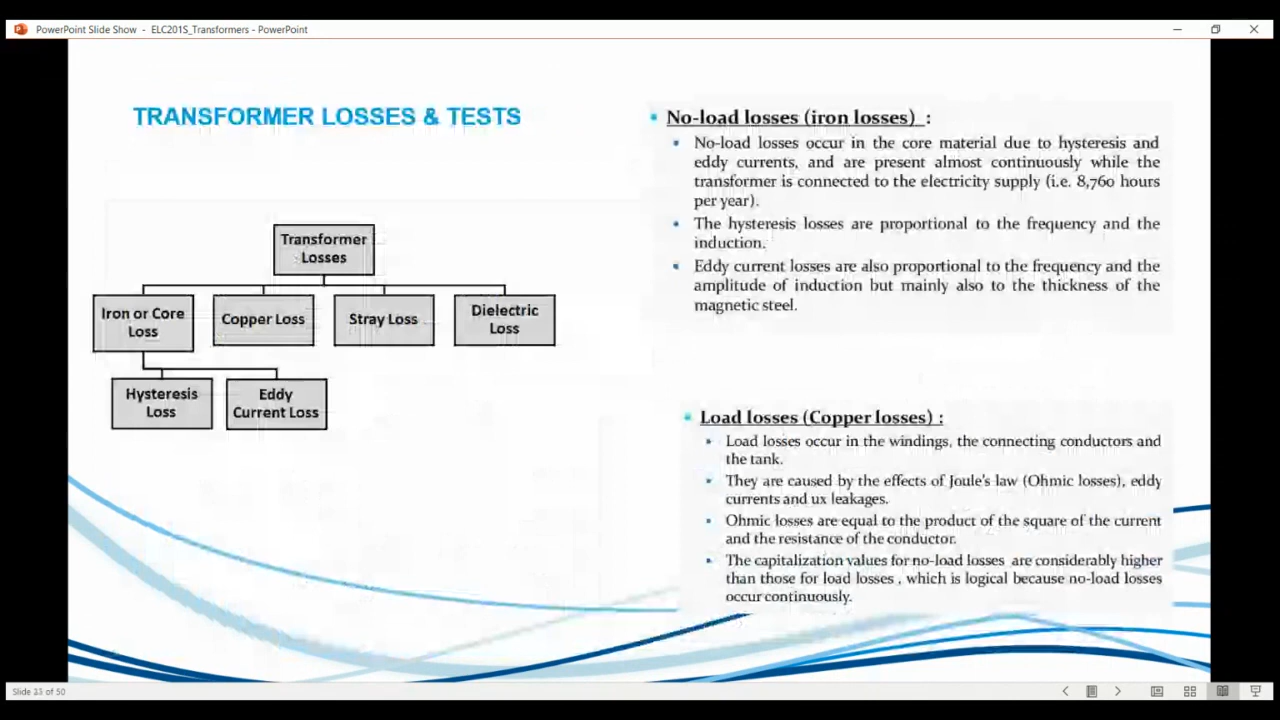 PowerPoint Slide Show - ELC201S_Transformers - PowerPoint
TRANSFORMER LOSSES & TESTS
Transformer
Losses
Iron or Core
Loss
Copper Loss
Stray Loss
Dielectric
Loss
Hysteresis
Loss
Eddy
Current Loss
No-load losses (iron losses) :
No-load losses occur in the core material due to hysteresis and
eddy currents, and are present almost continuously while the
transformer is connected to the electricity supply (i.e. 8,760 hours
per year).
The hysteresis losses are proportional to the frequency and the
induction.
Eddy current losses are also proportional to the frequency and the
amplitude of induction but mainly also to the thickness of the
magnetic steel.
Load losses (Copper losses) :
Load losses occur in the windings, the connecting conductors and
the tank.
They are caused by the effects of Joule's law (Ohmic losses), eddy
currents and ux leakages.
Ohmic losses are equal to the product of the square of the current
and the resistance of the conductor.
The capitalization values for no-load losses are considerably higher
than those for load losses , which is logical because no-load losses
occur continuously.
Slide 33 of 50